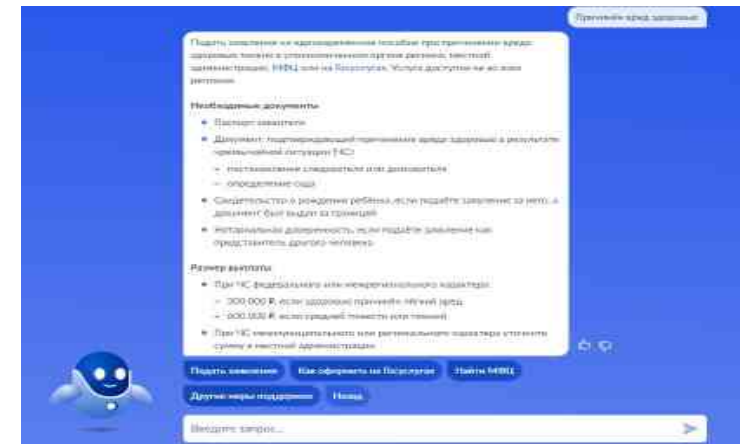 Причинён вред здоровью
Подать заявление на единовременное пособие при причинении вреда
здоровью можно в уполномоченном органе региона, местной
администрации, МФЦ или на Госуслугах. Услуга доступна не во всех
регионах
Необходимые документы
Паспорт заявителя
Документ, подтверждающий причинение вреда здоровью в результате
чрезвычайной ситуации (ЧС):
– постановление следователя или дознавателя
– определение суда
Свидетельство о рождении ребёнка, если подаёте заявление за него, а
документ был выдан за границей
Нотариальная доверенность, если подаёте заявление как
представитель другого человека
Размер выплаты
При ЧС федерального или межрегионального характера:
– 300 000 ₽, если здоровью причинён лёгкий вред
– 600 000 ₽, если средней тяжести или тяжкий
При ЧС межмуниципального или регионального характера уточните
сумму в местной администрации
Подать заявление Как оформить на Госуслугах Найти МФЦ
Другие меры поддержки Назад
Введите запрос...